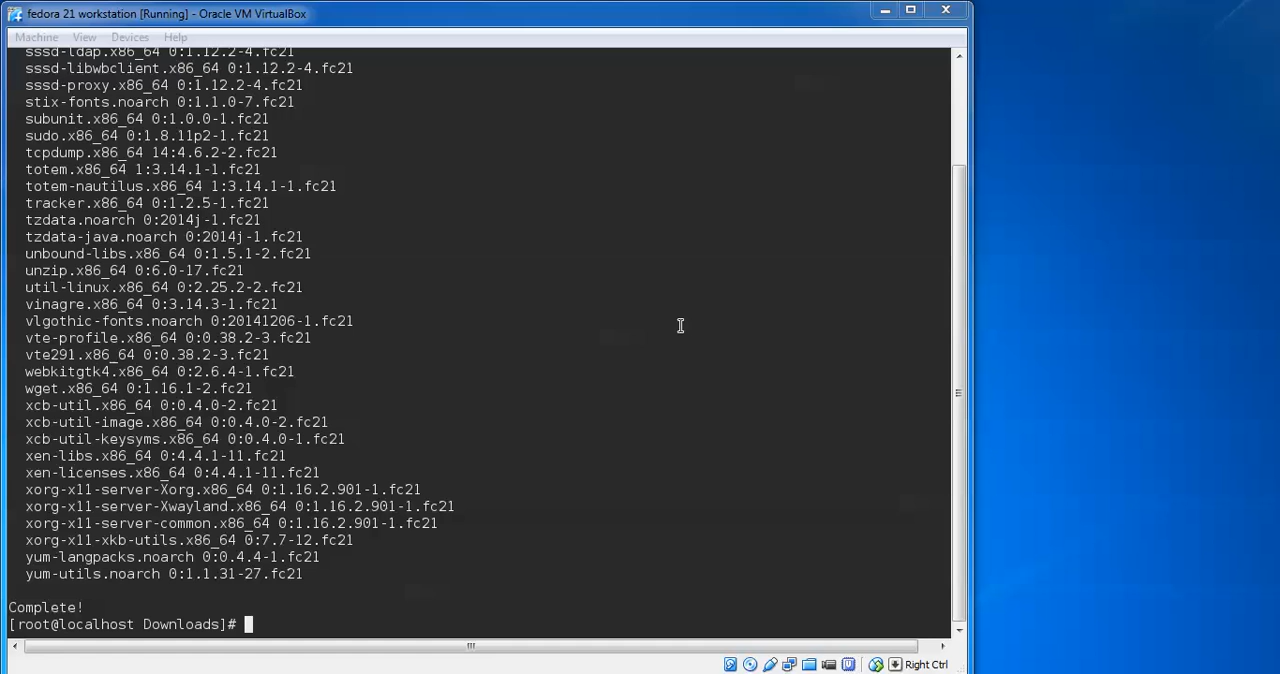 fedora 21 workstation [Running] - Oracle VM VirtualBox
Machine View Devices Help
sssd-ldap.x86_64 0:1.12.2-4.fc21
sssd-libwbclient.x86_64 0:1.12.2-4.fc21
sssd-proxy.x86_64 0:1.12.2-4.fc21
stix-fonts.noarch 0:1.1.0-7.fc21
subunit.x86_64 0:1.0.0-1.fc21
sudo.x86_64 0:1.8.11p2-1.fc21
tcpdump.x86_64 14:4.6.2-2.fc21
totem.x86_64 1:3.14.1-1.fc21
totem-nautilus.x86_64 1:3.14.1-1.fc21
tracker.x86_64 0:1.2.5-1.fc21
tzdata.noarch 0:2014j-1.fc21
tzdata-java.noarch 0:2014j-1.fc21
unbound-libs.x86_64 0:1.5.1-2.fc21
unzip.x86_64 0:6.0-17.fc21
util-linux.x86_64 0:2.25.2-2.fc21
vinagre.x86_64 0:3.14.3-1.fc21
vlgothic-fonts.noarch 0:20141206-1.fc21
vte-profile.x86_64 0:0.38.2-3.fc21
vte291.x86_64 0:0.38.2-3.fc21
webkitgtk4.x86_64 0:2.6.4-1.fc21
wget.x86_64 0:1.16.1-2.fc21
xcb-util.x86_64 0:0.4.0-2.fc21
xcb-util-image.x86_64 0:0.4.0-2.fc21
xcb-util-keysyms.x86_64 0:0.4.0-1.fc21
xen-libs.x86_64 0:4.4.1-11.fc21
xen-licenses.x86_64 0:4.4.1-11.fc21
xorg-x11-server-Xorg.x86_64 0:1.16.2.901-1.fc21
xorg-x11-server-Xwayland.x86_64 0:1.16.2.901-1.fc21
xorg-x11-server-common.x86_64 0:1.16.2.901-1.fc21
xorg-x11-xkb-utils.x86_64 0:7.7-12.fc21
yum-langpacks.noarch 0:0.4.4-1.fc21
yum-utils.noarch 0:1.1.31-27.fc21
Complete!
[root@localhost Downloads]#
Right Ctrl